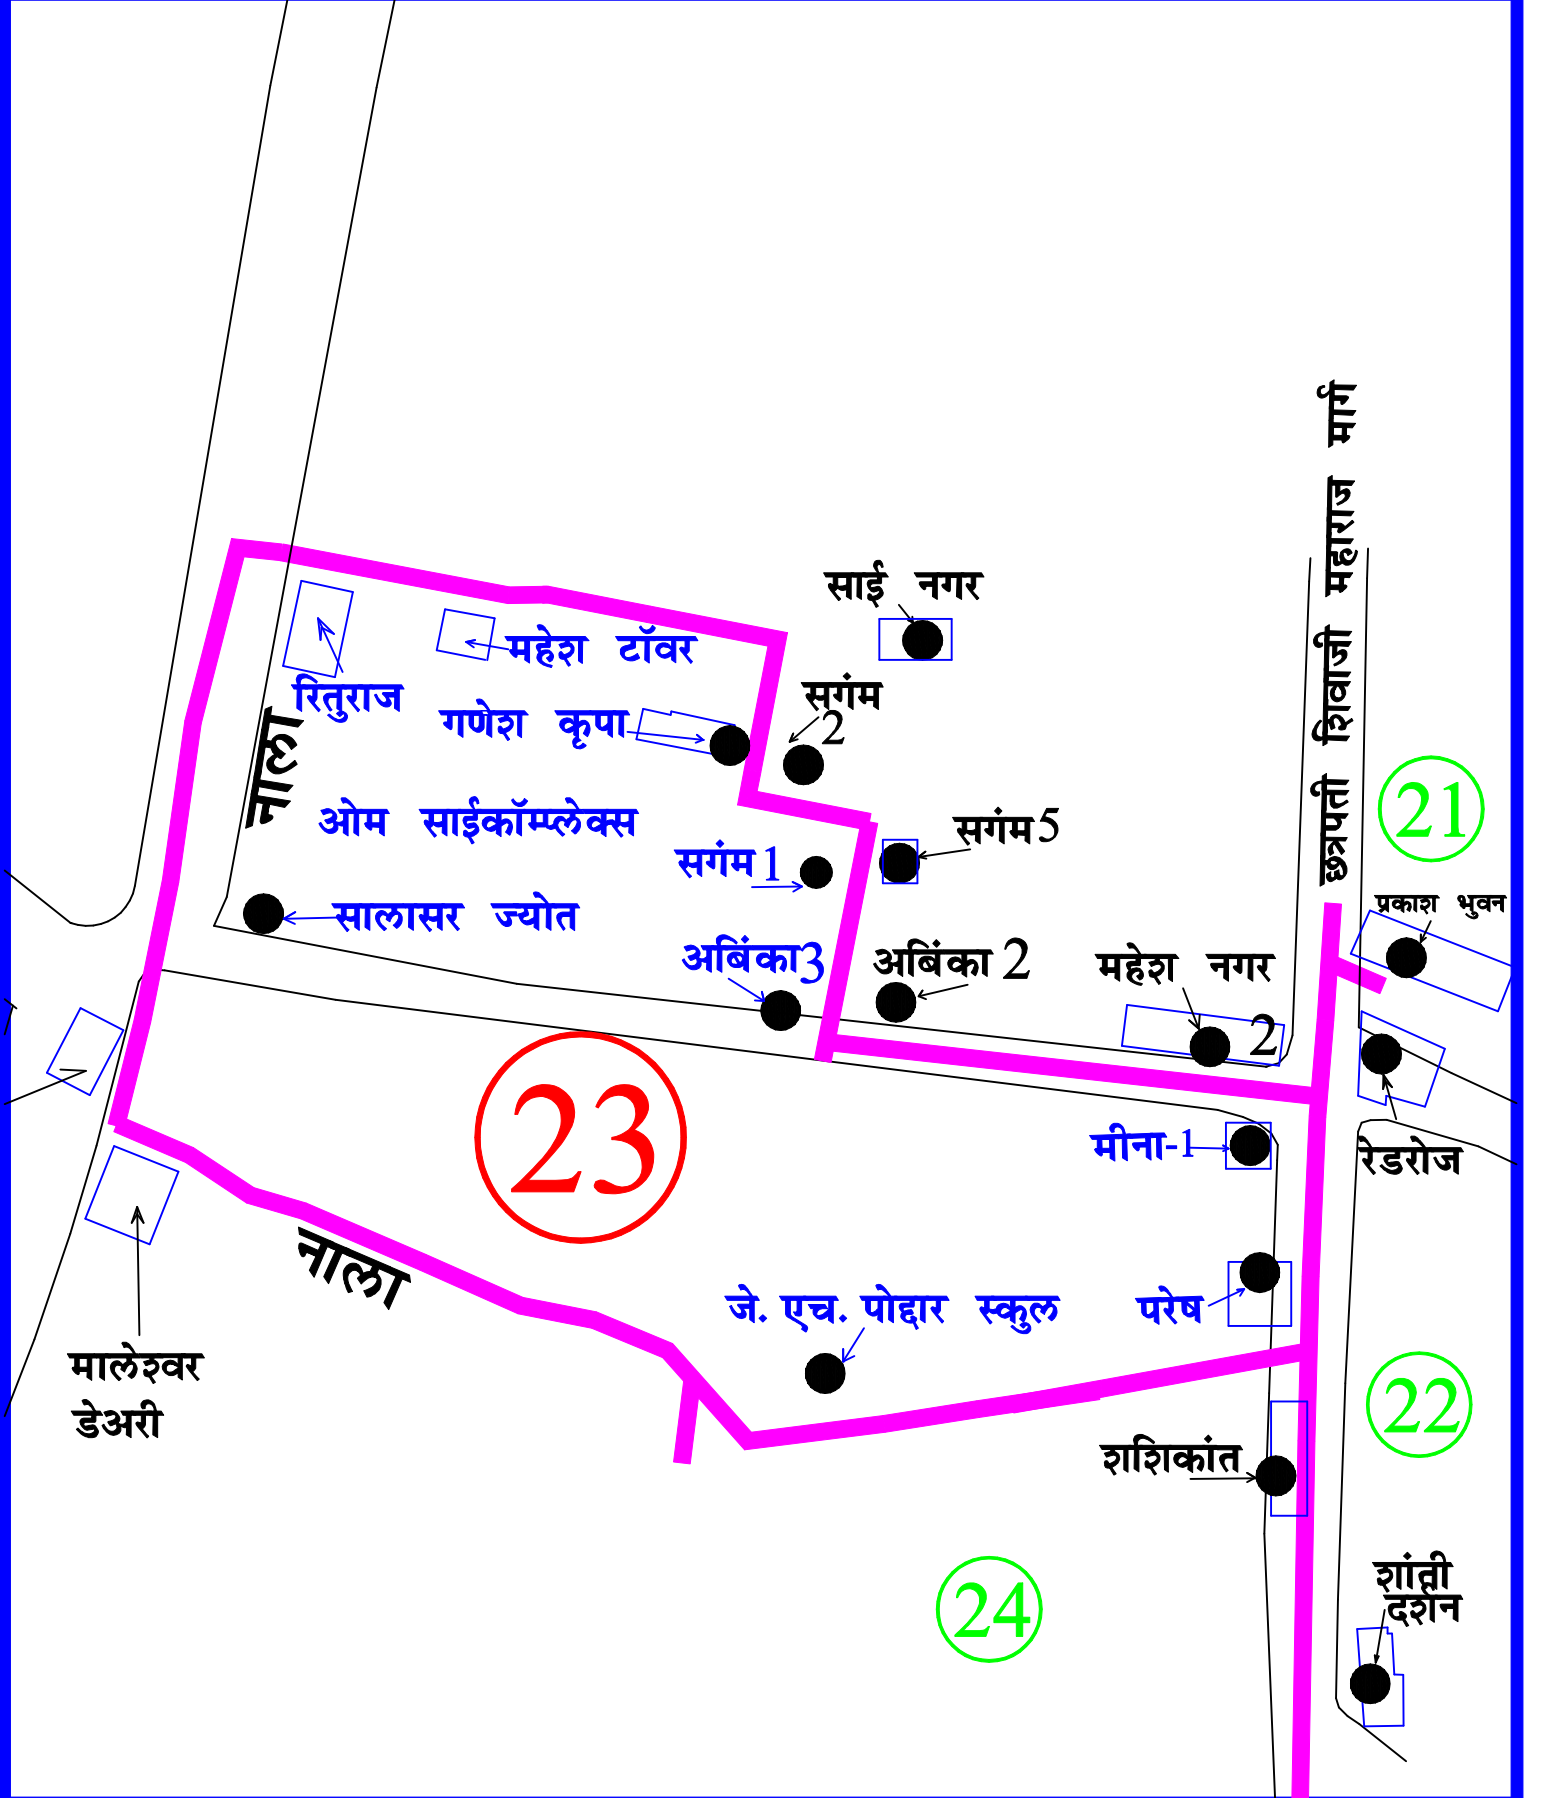 छत्रपती शिवाजी महाराज मार्ग
साई नगर
महेश टॉवर
रितुराज
सगंम
2
गणेश कृपा
नाला
ओम साईकॉम्प्लेक्स
21
सगंम 5
सगंम 1
प्रकाश भुवन
सालासर ज्योत
अबिंका 3
अबिंका 2
महेश नगर
2
23
मीना-1
रेडरोज
नाला
जे. एच. पोद्दार स्कुल
परेष
मालेश्वर
डेअरी
22
शशिकांत
शांती
दर्शन
24